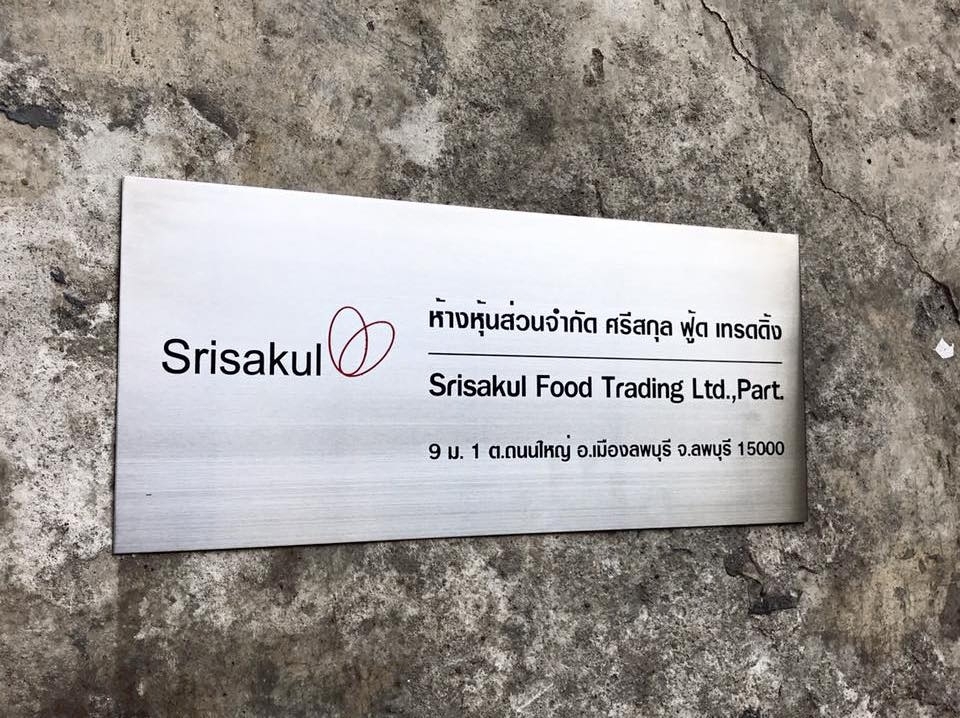 Srisakul
ห้างหุ้นส่วนจำกัด ศรีสกุล ฟู้ด เทรดดิ้ง
Srisakul Food Trading Ltd.,Part.
9 ม. 1 ต.ถนนใหญ่ อ.เมืองลพบุรี จ.ลพบุรี 15000